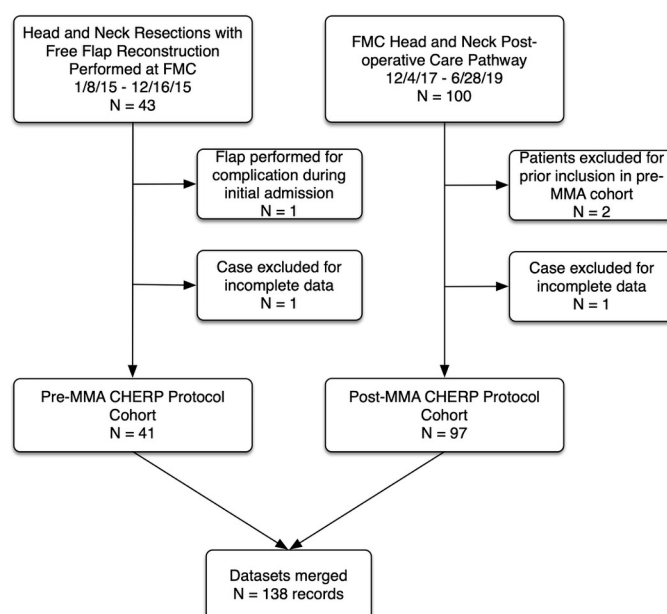 Head and Neck Resections with
Free Flap Reconstruction
Performed at FMC
1/8/15 - 12/16/15
N = 43
FMC Head and Neck Post-
operative Care Pathway
12/4/17 - 6/28/19
N = 100
Flap performed for
complication during
initial admission
N = 1
Patients excluded for
prior inclusion in pre-
MMA cohort
N = 2
Case excluded for
incomplete data
N = 1
Case excluded for
incomplete data
N = 1
Pre-MMA CHERP Protocol
Cohort
N = 41
Post-MMA CHERP Protocol
Cohort
N = 97
Datasets merged
N = 138 records